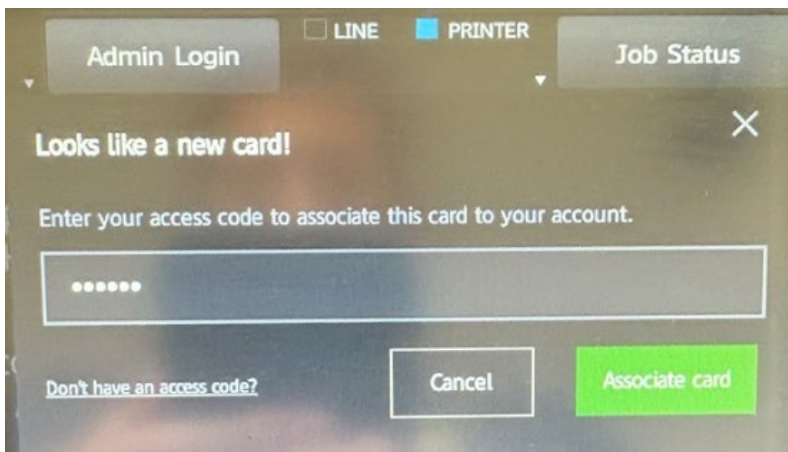 LINE PRINTER
Admin Login Job Status
Looks like a new card!
Enter your access code to associate this card to your account.
••••••
Don't have an access code? Cancel Associate card